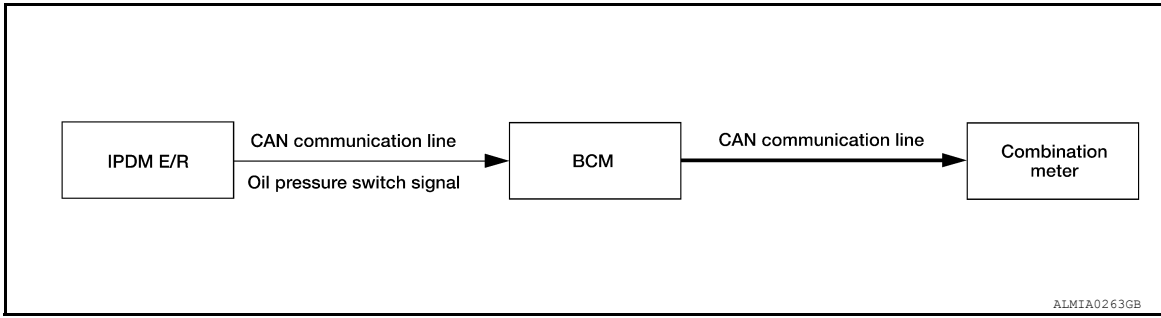 IPDM E/R
CAN communication line
Oil pressure switch signal
BCM
CAN communication line
Combination
meter
ALMIA0263GB